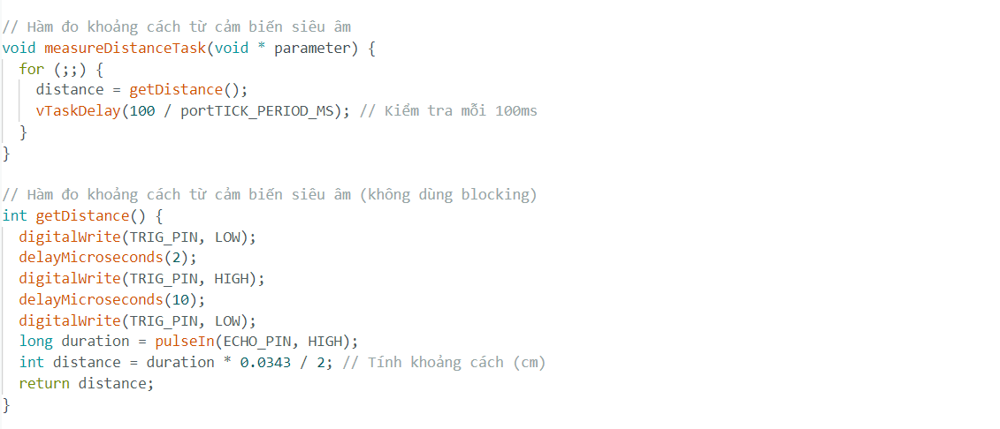 // Hàm đo khoảng cách từ cảm biến siêu âm
void measureDistanceTask(void * parameter) {
  for (;;) {
    distance = getDistance();
    vTaskDelay(100 / portTICK_PERIOD_MS); // Kiểm tra mỗi 100ms
  }
}

// Hàm đo khoảng cách từ cảm biến siêu âm (không dùng blocking)
int getDistance() {
  digitalWrite(TRIG_PIN, LOW);
  delayMicroseconds(2);
  digitalWrite(TRIG_PIN, HIGH);
  delayMicroseconds(10);
  digitalWrite(TRIG_PIN, LOW);
  long duration = pulseIn(ECHO_PIN, HIGH);
  int distance = duration * 0.0343 / 2; // Tính khoảng cách (cm)
  return distance;
}